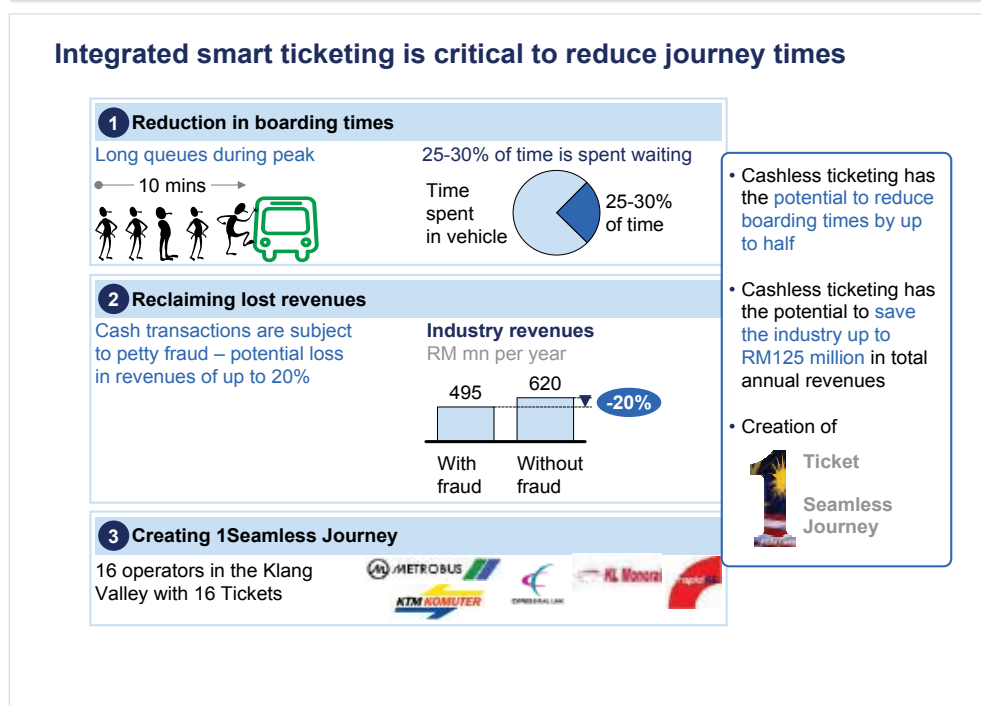 Integrated smart ticketing is critical to reduce journey times
1 Reduction in boarding times
Long queues during peak
10 mins
25-30% of time is spent waiting
Time
spent
in vehicle
25-30%
of time
2 Reclaiming lost revenues
Cash transactions are subject
to petty fraud – potential loss
in revenues of up to 20%
Industry revenues
RM mn per year
495
620
-20%
With
fraud
Without
fraud
3 Creating 1Seamless Journey
16 operators in the Klang
Valley with 16 Tickets
METROBUS
KTM KOMUTER
KL Monorail
rapid
• Cashless ticketing has
the potential to reduce
boarding times by up
to half
• Cashless ticketing has
the potential to save
the industry up to
RM125 million in total
annual revenues
• Creation of
1
Ticket
Seamless
Journey